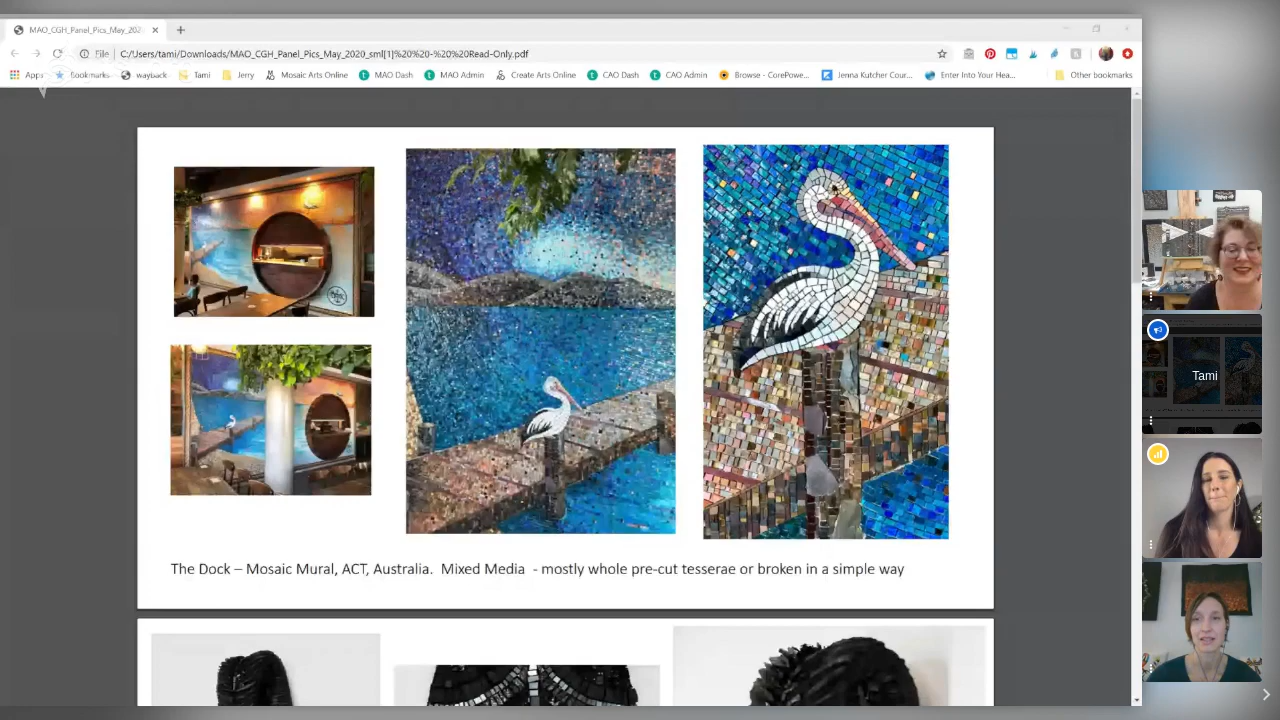 MAO_CGH_Panel_Pics_May_202
File
C:/Users/tami/Downloads/MAO_CGH_Panel_Pics_May_2020_sml[1]%20%20-%20%20Read-Only.pdf
Apps
Bookmarks
wayback
Tami
Jerry
Mosaic Arts Online
MAO Dash
MAO Admin
Create Arts Online
CAO Dash
CAO Admin
Browse - CorePowe...
Jenna Kutcher Cour...
Enter Into Your Hea...
Other bookmarks
Tami
The Dock – Mosaic Mural, ACT, Australia. Mixed Media - mostly whole pre-cut tesserae or broken in a simple way